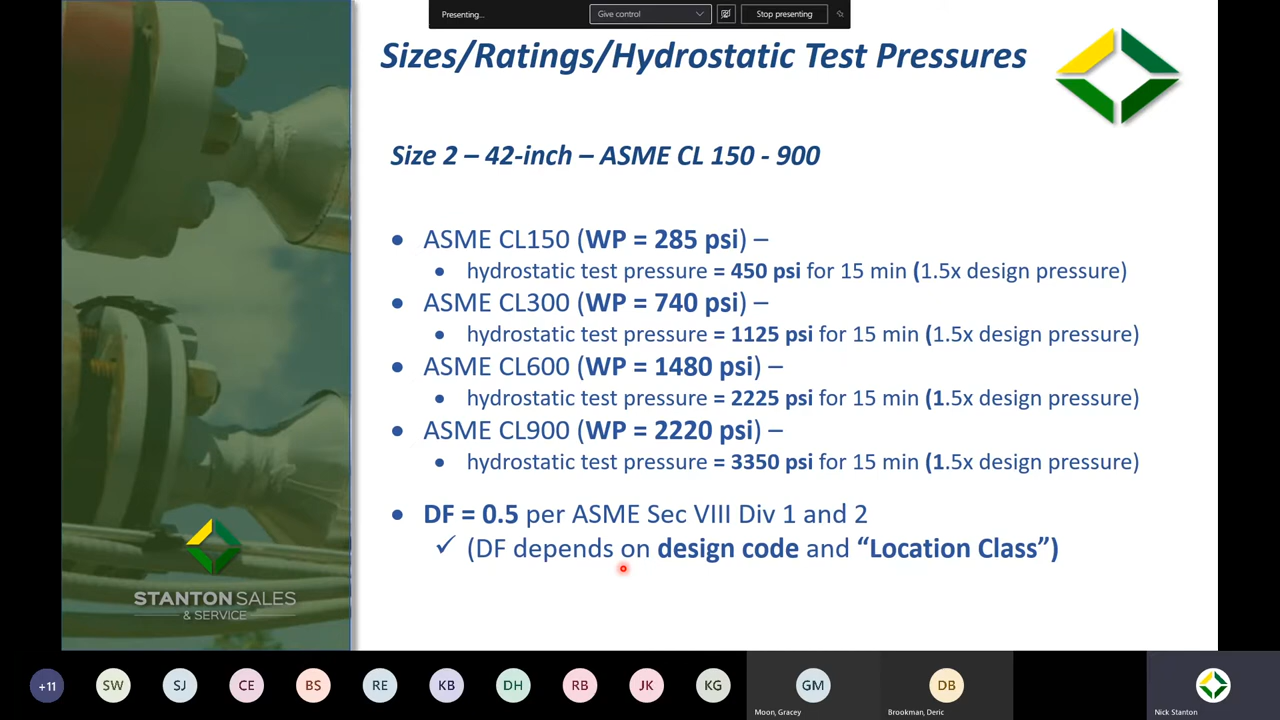 Presenting...
Give control
Stop presenting
Sizes/Ratings/Hydrostatic Test Pressures
Size 2 – 42-inch – ASME CL 150 - 900
• ASME CL150 (WP = 285 psi) –
• hydrostatic test pressure = 450 psi for 15 min (1.5x design pressure)
• ASME CL300 (WP = 740 psi) –
• hydrostatic test pressure = 1125 psi for 15 min (1.5x design pressure)
• ASME CL600 (WP = 1480 psi) –
• hydrostatic test pressure = 2225 psi for 15 min (1.5x design pressure)
• ASME CL900 (WP = 2220 psi) –
• hydrostatic test pressure = 3350 psi for 15 min (1.5x design pressure)
• DF = 0.5 per ASME Sec VIII Div 1 and 2
✓ (DF depends on design code and “Location Class”)
STANTON SALES
& SERVICE
+11
SW
SJ
CE
BS
RE
KB
DH
RB
JK
KG
GM
Moon, Gracey
DB
Brookman, Deric
Nick Stanton